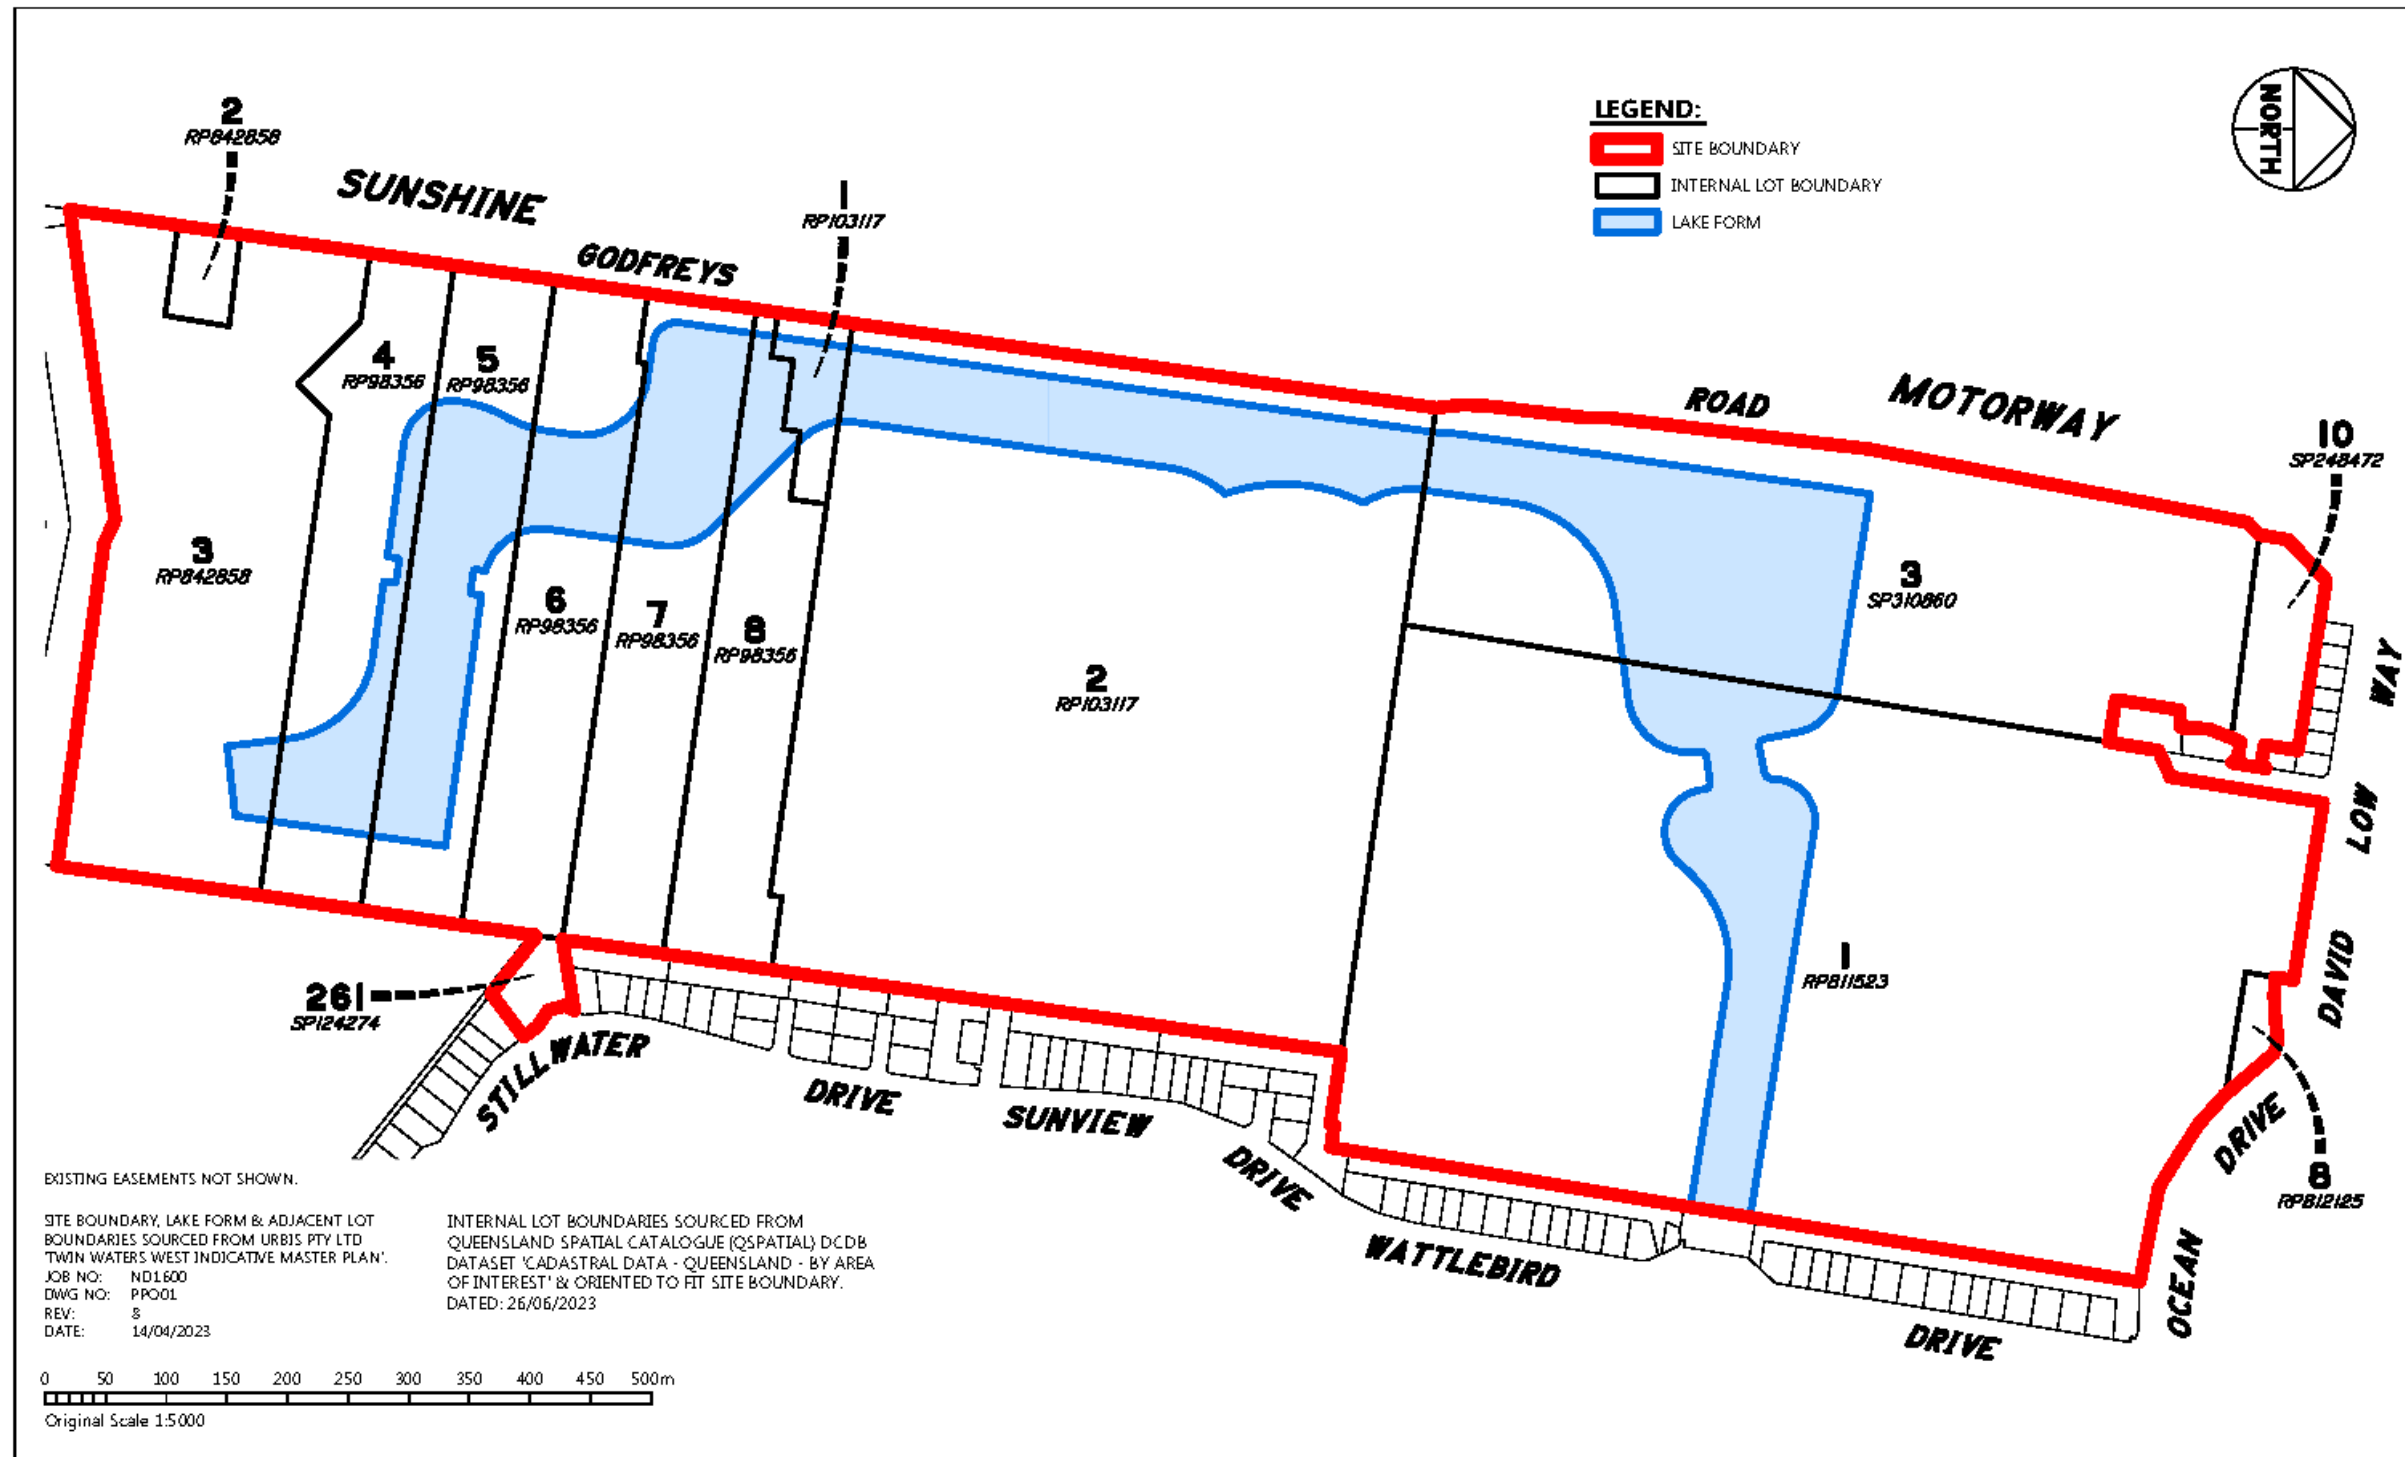 2
RP842858
SUNSHINE
GODFREYS
1
RP103117
LEGEND:
SITE BOUNDARY
INTERNAL LOT BOUNDARY
LAKE FORM
NORTH
ROAD
MOTORWAY
10
SP248472
4
RP98356
5
RP98356
3
RP842858
6
RP98356
7
RP98356
8
RP98356
2
RP103117
3
SP310860
WAY
LOW
DAVID
1
RP811523
261
SP124274
STILLWATER
DRIVE
SUNVIEW
DRIVE
WATTLEBIRD
DRIVE
OCEAN
DRIVE
8
RP812125
EXISTING EASEMENTS NOT SHOWN.
SITE BOUNDARY, LAKE FORM & ADJACENT LOT
BOUNDARIES SOURCED FROM URBIS PTY LTD
'TWIN WATERS WEST INDICATIVE MASTER PLAN'.
JOB NO: ND1600
DWG NO: PPO01
REV: 8
DATE: 14/04/2023
INTERNAL LOT BOUNDARIES SOURCED FROM
QUEENSLAND SPATIAL CATALOGUE (QSPATIAL) DCDB
DATASET 'CADASTRAL DATA - QUEENSLAND - BY AREA
OF INTEREST' & ORIENTED TO FIT SITE BOUNDARY.
DATED: 26/06/2023
0 50 100 150 200 250 300 350 400 450 500m
Original Scale 1:5000